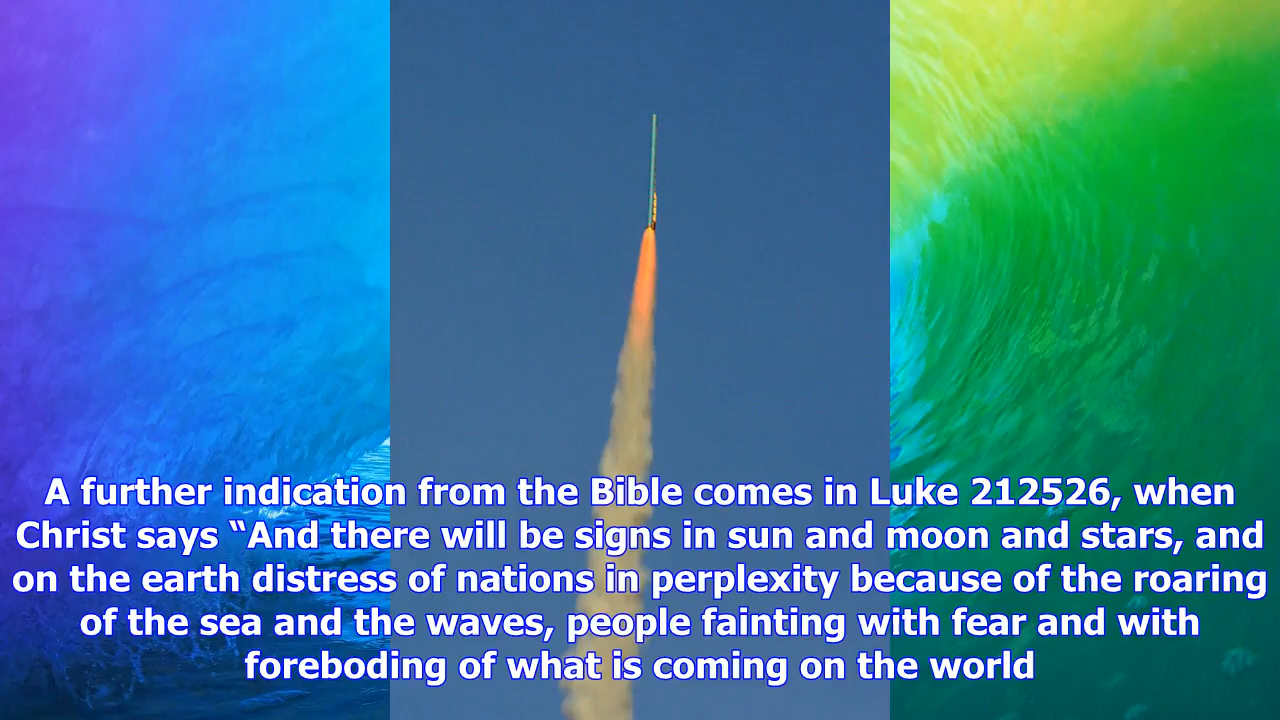 A further indication from the Bible comes in Luke 212526, when
Christ says “And there will be signs in sun and moon and stars, and
on the earth distress of nations in perplexity because of the roaring
of the sea and the waves, people fainting with fear and with
foreboding of what is coming on the world